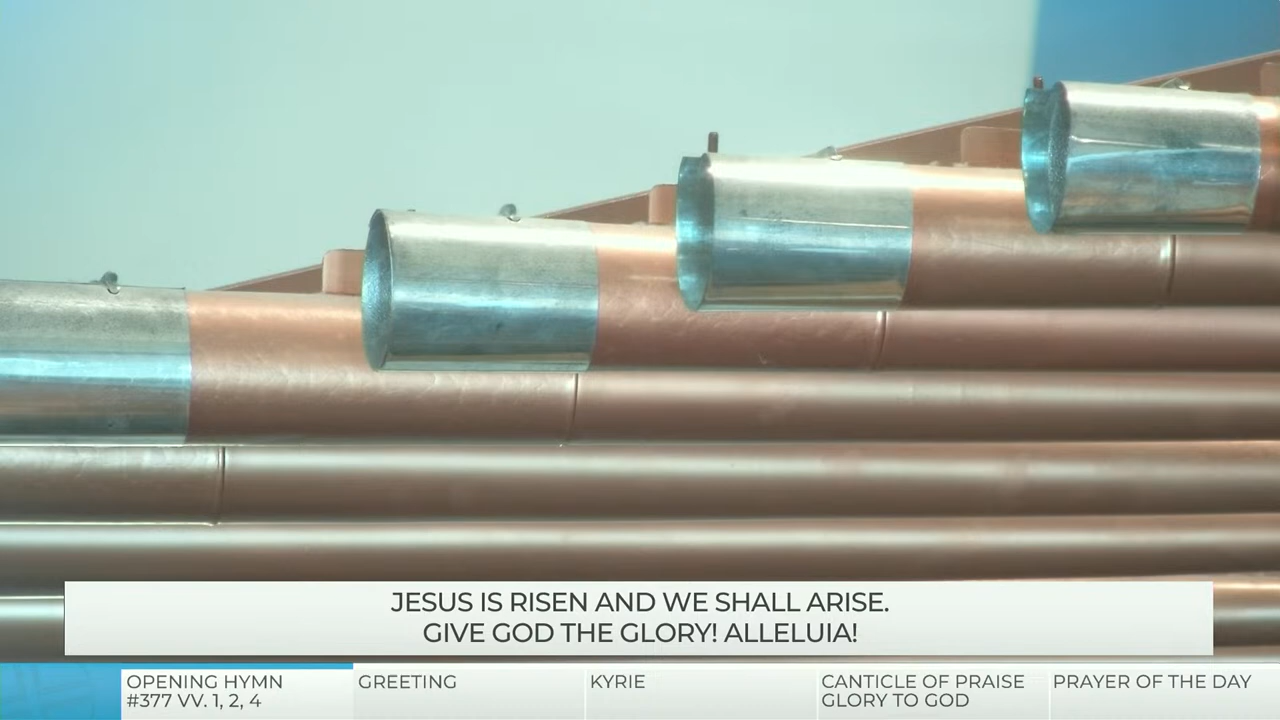 JESUS IS RISEN AND WE SHALL ARISE.
GIVE GOD THE GLORY! ALLELUIA!
OPENING HYMN
#377 VV. 1, 2, 4
GREETING
KYRIE
CANTICLE OF PRAISE
GLORY TO GOD
PRAYER OF THE DAY